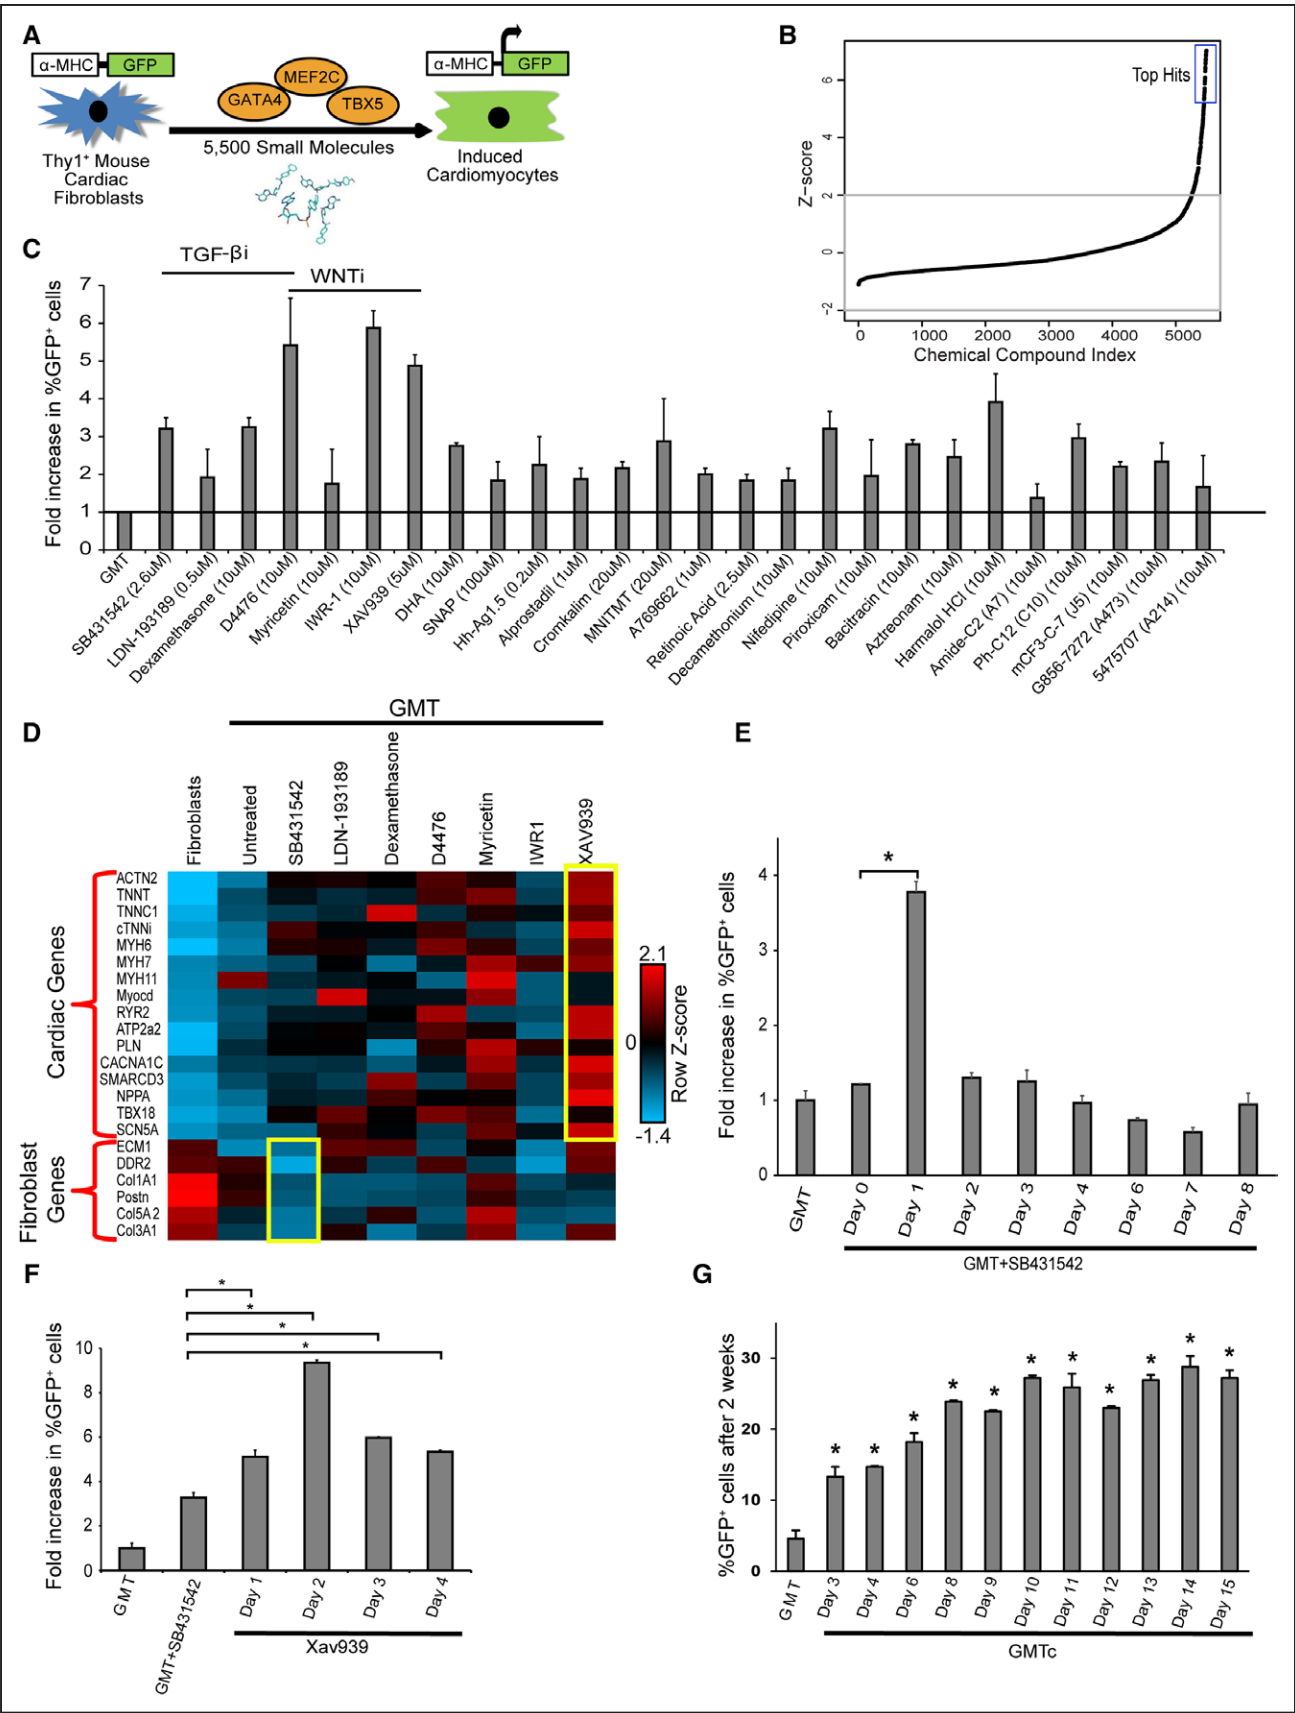 A
α-MHC
GFP
MEF2C
GATA4
TBX5
α-MHC
GFP
5,500 Small Molecules
Thy1⁺ Mouse
Cardiac
Fibroblasts
Induced
Cardiomyocytes
B
Top Hits
Z-score
6
4
2
0
-2
0
1000
2000
3000
4000
5000
Chemical Compound Index
C
TGF-βi
WNTi
Fold increase in %GFP⁺ cells
7
6
5
4
3
2
1
0
GMT
SB431542 (2.6uM)
LDN-193189 (0.5uM)
Dexamethasone (10uM)
D4476 (10uM)
Myricetin (10uM)
IWR-1 (10uM)
XAV939 (5uM)
DHA (10uM)
SNAP (100uM)
Hh-Ag1.5 (0.2uM)
Alprostadil (1uM)
Cromkalim (20uM)
MNITMT (20uM)
A769662 (1uM)
Retinoic Acid (2.5uM)
Decamethonium (10uM)
Nifedipine (10uM)
Piroxicam (10uM)
Bacitracin (10uM)
Aztreonam (10uM)
Harmalol HCl (10uM)
Amide-C2 (A7) (10uM)
Ph-C12 (C10) (10uM)
mCF3-C-7 (J5) (10uM)
G856-7272 (A473) (10uM)
5475707 (A214) (10uM)
D
GMT
Fibroblasts
Untreated
SB431542
LDN-193189
Dexamethasone
D4476
Myricetin
IWR1
XAV939
Cardiac Genes
ACTN2
TNNT
TNNC1
cTNNi
MYH6
MYH7
MYH11
Myocd
RYR2
ATP2a2
PLN
CACNA1C
SMARCD3
NPPA
TBX18
SCN5A
Fibroblast
Genes
ECM1
DDR2
Col1A1
Postn
Col5A2
Col3A1
2.1
0
-1.4
Row Z-score
E
Fold increase in %GFP⁺ cells
4
3
2
1
0
*
GMT
Day 0
Day 1
Day 2
Day 3
Day 4
Day 6
Day 7
Day 8
GMT+SB431542
F
Fold increase in %GFP⁺ cells
10
8
6
4
2
0
*
*
*
*
GMT
GMT+SB431542
Day 1
Day 2
Day 3
Day 4
Xav939
G
%GFP⁺ cells after 2 weeks
30
20
10
0
*
*
*
*
*
*
*
*
*
*
*
GMT
Day 3
Day 4
Day 6
Day 8
Day 9
Day 10
Day 11
Day 12
Day 13
Day 14
Day 15
GMTc